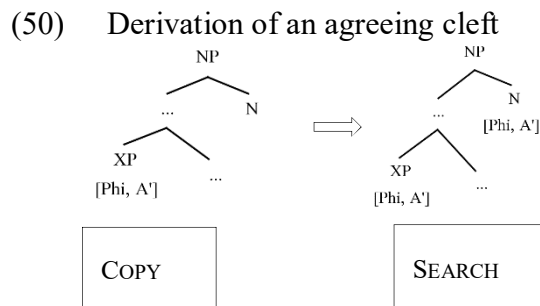 (50) Derivation of an agreeing cleft
NP NP
... N ... N
[Phi, A']
XP ... XP ...
[Phi, A'] [Phi, A']
COPY SEARCH